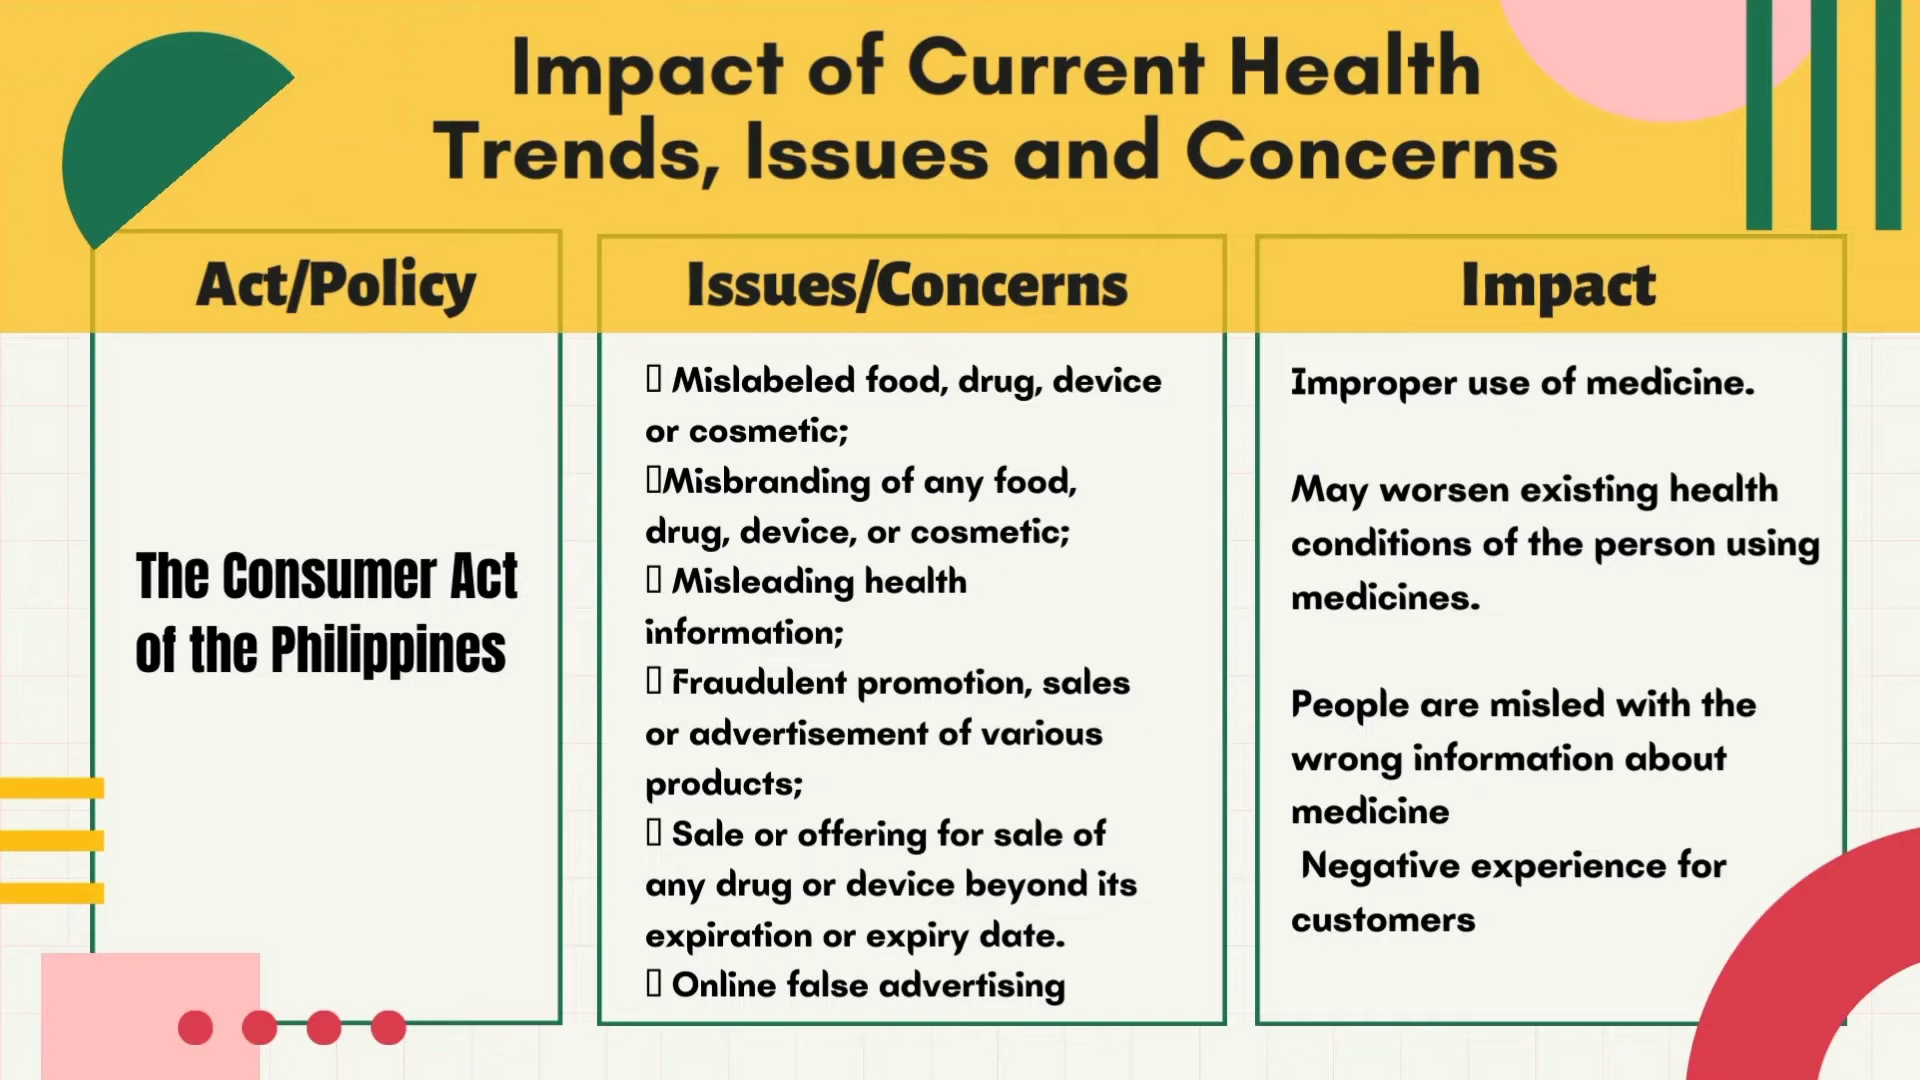 Impact of Current Health
Trends, Issues and Concerns
Act/Policy
The Consumer Act
of the Philippines
Issues/Concerns
▯ Mislabeled food, drug, device
or cosmetic;
▯Misbranding of any food,
drug, device, or cosmetic;
▯ Misleading health
information;
▯ Fraudulent promotion, sales
or advertisement of various
products;
▯ Sale or offering for sale of
any drug or device beyond its
expiration or expiry date.
▯ Online false advertising
Impact
Improper use of medicine.
May worsen existing health
conditions of the person using
medicines.
People are misled with the
wrong information about
medicine
Negative experience for
customers